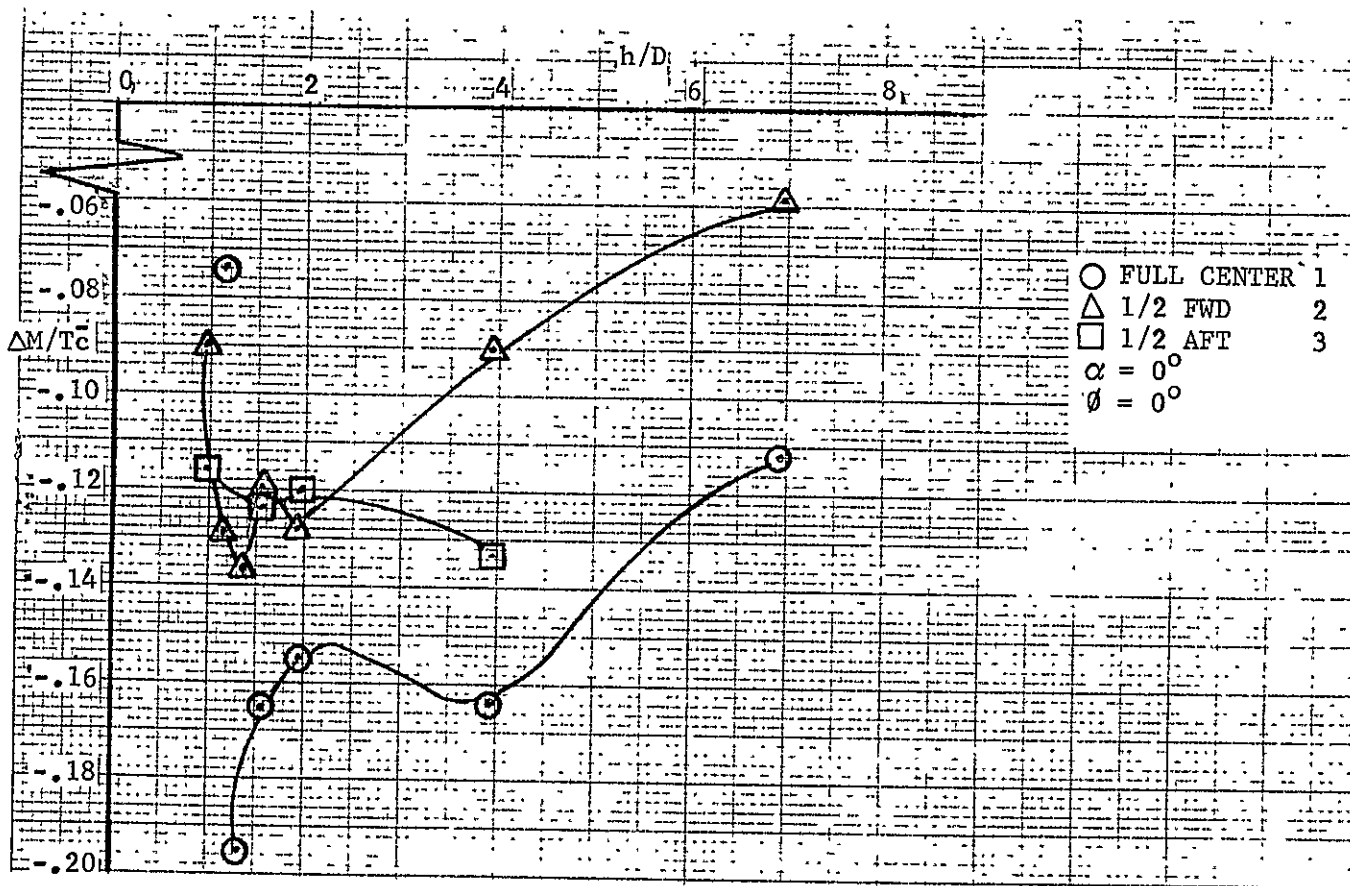 h/D
0 2 4 6 8
-.06
-.08
ΔM/Tc̄
-.10
-.12
-.14
-.16
-.18
-.20
○ FULL CENTER 1
△ 1/2 FWD 2
□ 1/2 AFT 3
α = 0°
Ø = 0°